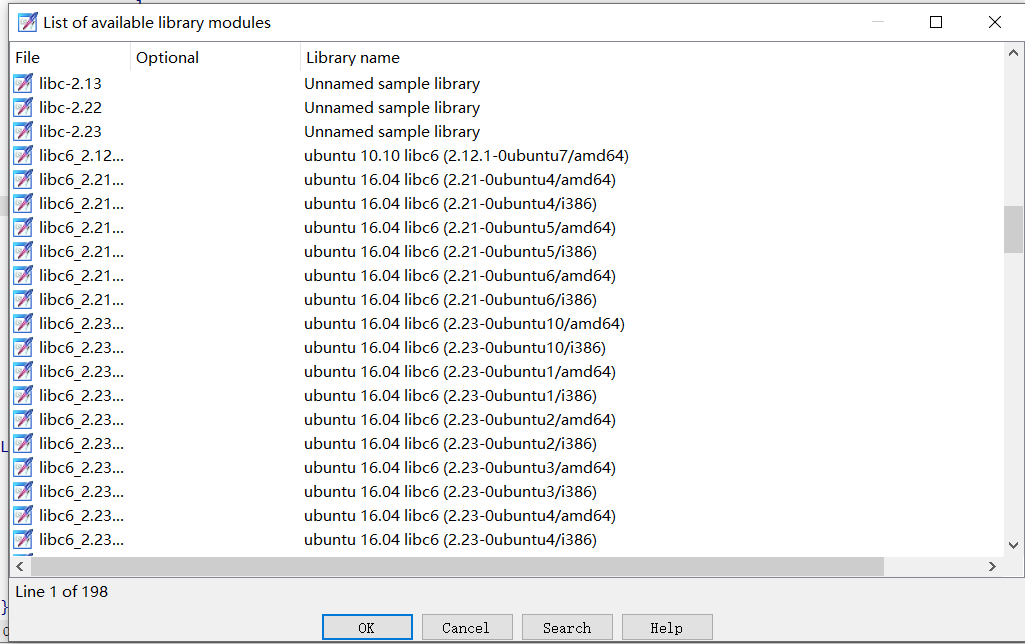 List of available library modules
File Optional Library name
libc-2.13 Unnamed sample library
libc-2.22 Unnamed sample library
libc-2.23 Unnamed sample library
libc6_2.12... ubuntu 10.10 libc6 (2.12.1-0ubuntu7/amd64)
libc6_2.21... ubuntu 16.04 libc6 (2.21-0ubuntu4/amd64)
libc6_2.21... ubuntu 16.04 libc6 (2.21-0ubuntu4/i386)
libc6_2.21... ubuntu 16.04 libc6 (2.21-0ubuntu5/amd64)
libc6_2.21... ubuntu 16.04 libc6 (2.21-0ubuntu5/i386)
libc6_2.21... ubuntu 16.04 libc6 (2.21-0ubuntu6/amd64)
libc6_2.21... ubuntu 16.04 libc6 (2.21-0ubuntu6/i386)
libc6_2.23... ubuntu 16.04 libc6 (2.23-0ubuntu10/amd64)
libc6_2.23... ubuntu 16.04 libc6 (2.23-0ubuntu10/i386)
libc6_2.23... ubuntu 16.04 libc6 (2.23-0ubuntu1/amd64)
libc6_2.23... ubuntu 16.04 libc6 (2.23-0ubuntu1/i386)
libc6_2.23... ubuntu 16.04 libc6 (2.23-0ubuntu2/amd64)
libc6_2.23... ubuntu 16.04 libc6 (2.23-0ubuntu2/i386)
libc6_2.23... ubuntu 16.04 libc6 (2.23-0ubuntu3/amd64)
libc6_2.23... ubuntu 16.04 libc6 (2.23-0ubuntu3/i386)
libc6_2.23... ubuntu 16.04 libc6 (2.23-0ubuntu4/amd64)
libc6_2.23... ubuntu 16.04 libc6 (2.23-0ubuntu4/i386)
Line 1 of 198
OK Cancel Search Help